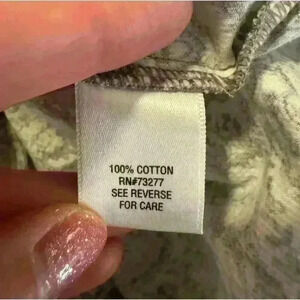 100% COTTON
RN#73277
SEE REVERSE
FOR CARE